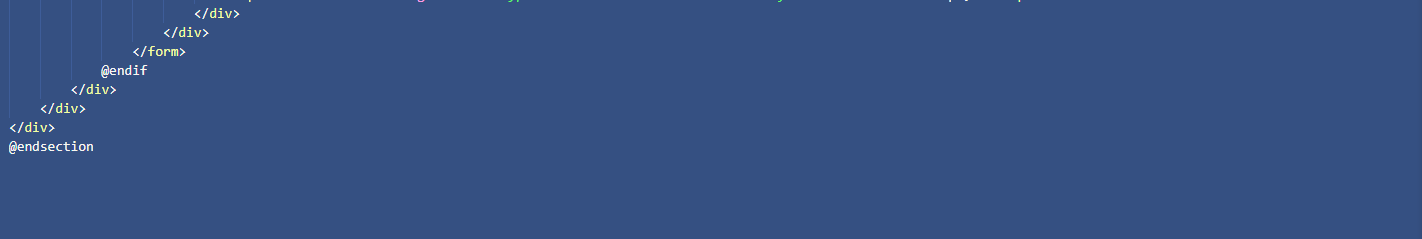 </div>
</div>
</form>
@endif
</div>
</div>
</div>
@endsection